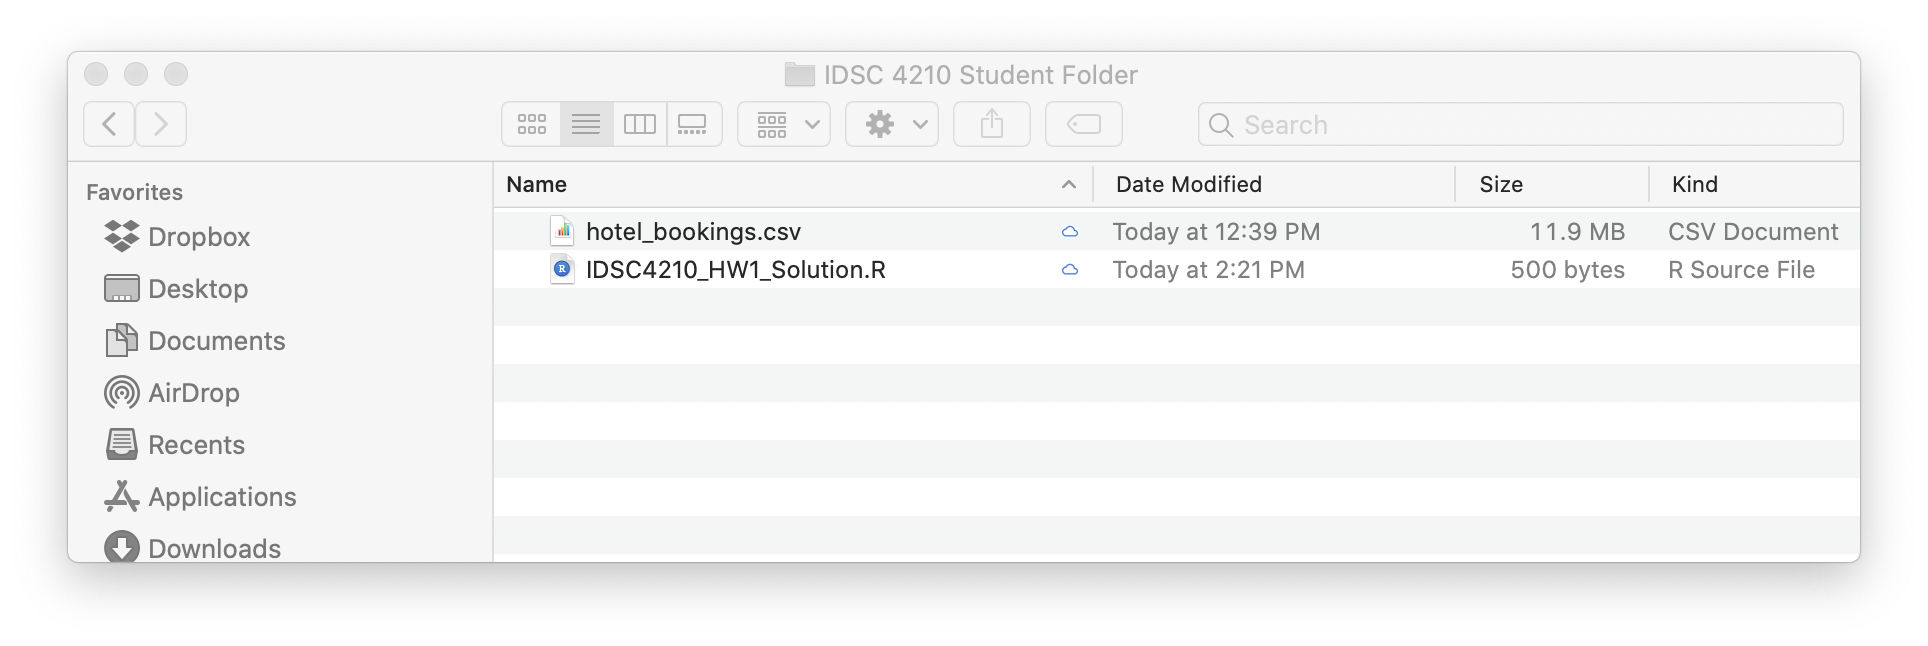 IDSC 4210 Student Folder
Search
Favorites
Dropbox
Desktop
Documents
AirDrop
Recents
Applications
Downloads
Name Date Modified Size Kind
hotel_bookings.csv Today at 12:39 PM 11.9 MB CSV Document
R IDSC4210_HW1_Solution.R Today at 2:21 PM 500 bytes R Source File